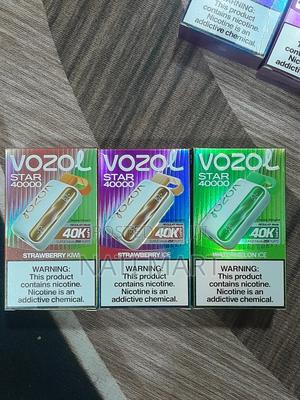 WARNING:
This product
contains nicotine.
Nicotine is an
addictive chemical.
VOZOL
STAR
40000
VOZOL
40K
STRAWBERRY KIWI
WARNING:
This product
contains nicotine.
Nicotine is an
addictive chemical.
VOZOL
STAR
40000
VOZOL
40K
STRAWBERRY ICE
WARNING:
This product
contains nicotine.
Nicotine is an
addictive chemical.
VOZOL
STAR
40000
VOZOL
40K
WATERMELON ICE
WARNING:
This product
contains nicotine.
Nicotine is an
addictive chemical.